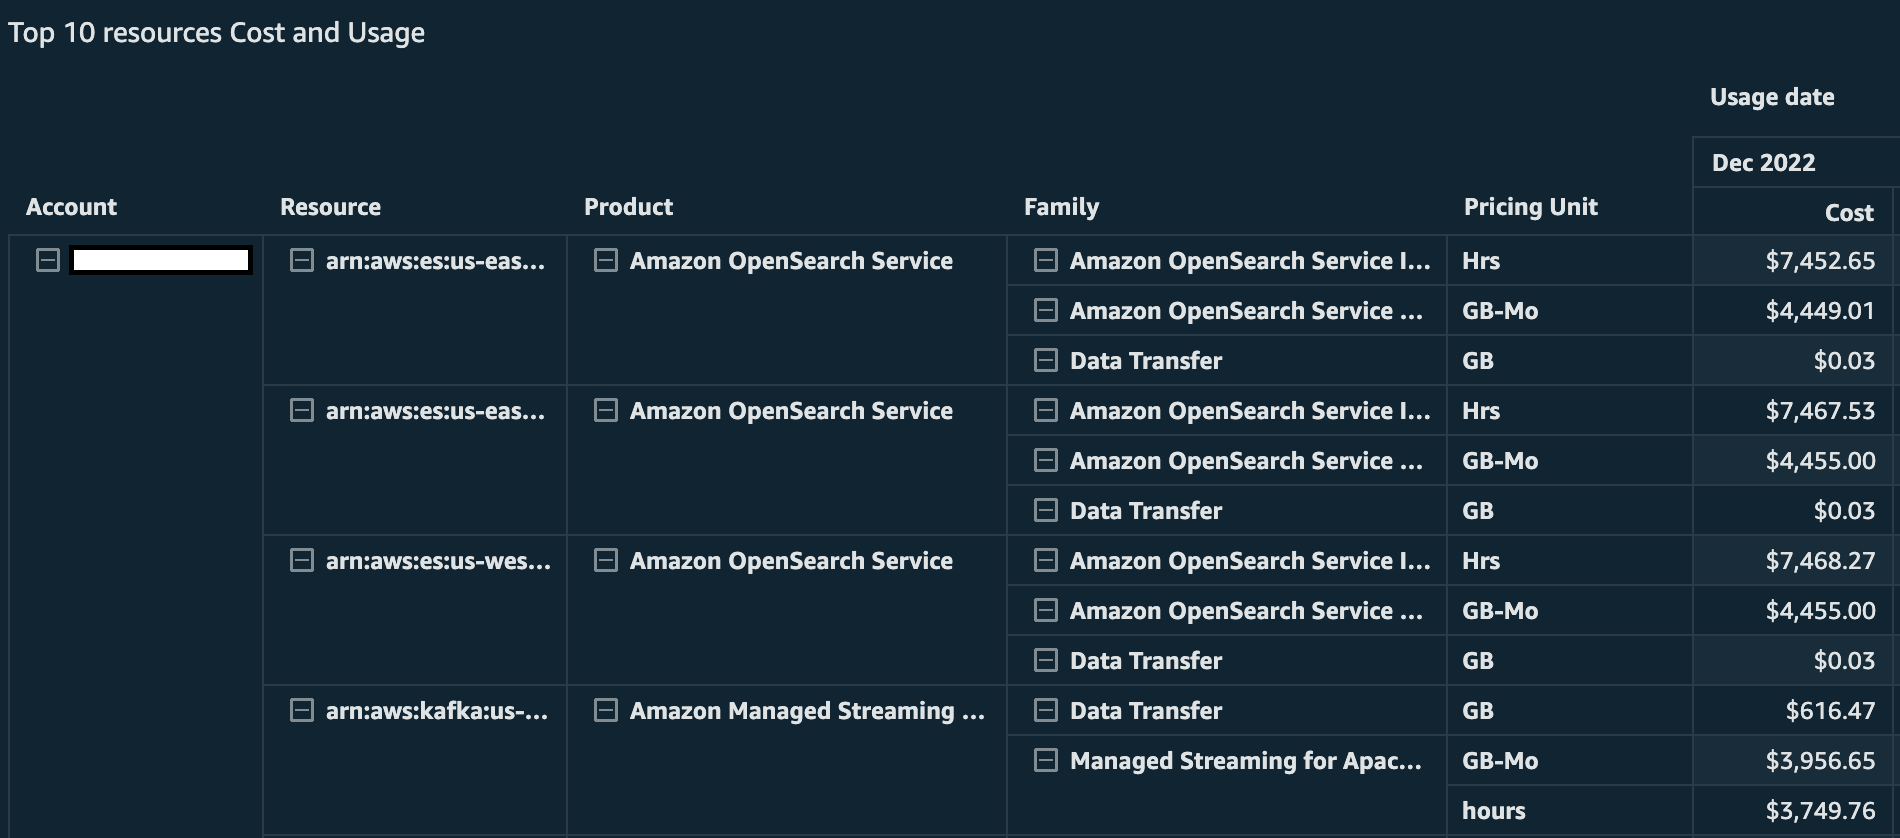 Top 10 resources Cost and Usage
Usage date
Dec 2022
Account Resource Product Family Pricing Unit Cost
arn:aws:es:us-eas... Amazon OpenSearch Service Amazon OpenSearch Service I... Hrs $7,452.65
Amazon OpenSearch Service ... GB-Mo $4,449.01
Data Transfer GB $0.03
arn:aws:es:us-eas... Amazon OpenSearch Service Amazon OpenSearch Service I... Hrs $7,467.53
Amazon OpenSearch Service ... GB-Mo $4,455.00
Data Transfer GB $0.03
arn:aws:es:us-wes... Amazon OpenSearch Service Amazon OpenSearch Service I... Hrs $7,468.27
Amazon OpenSearch Service ... GB-Mo $4,455.00
Data Transfer GB $0.03
arn:aws:kafka:us-... Amazon Managed Streaming ... Data Transfer GB $616.47
Managed Streaming for Apac... GB-Mo $3,956.65
hours $3,749.76